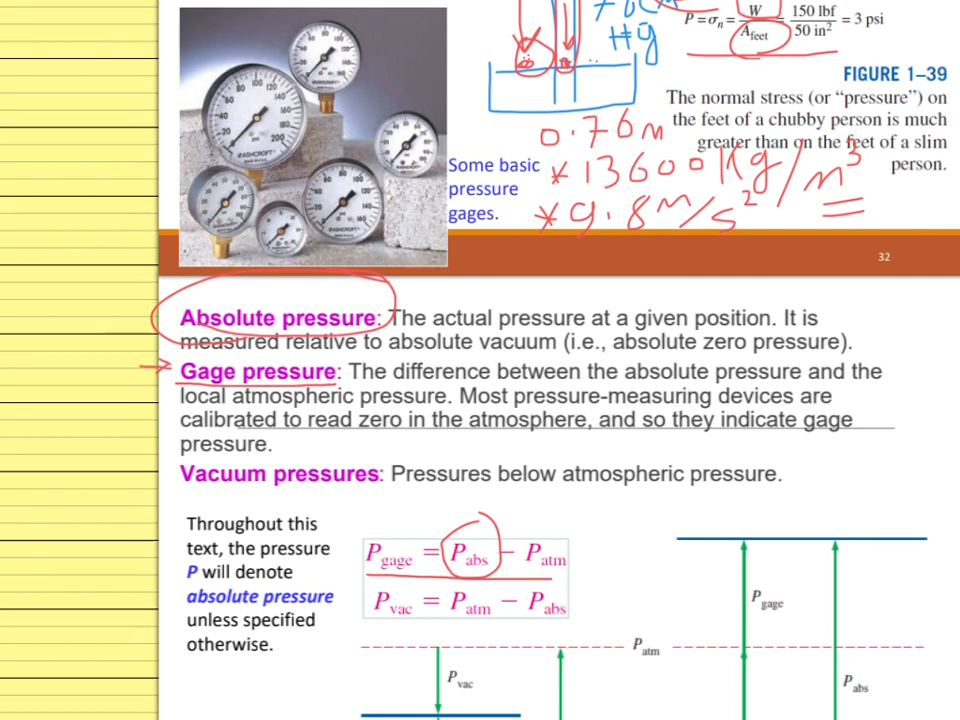 P = σn = W / Afeet = 150 lbf / 50 in² = 3 psi
Hg
FIGURE 1–39
The normal stress (or “pressure”) on
the feet of a chubby person is much
greater than on the feet of a slim
person.
0.76m
*13600Kg/m³
*9.8m/s²
Some basic
pressure
gages.
32
Absolute pressure: The actual pressure at a given position. It is
measured relative to absolute vacuum (i.e., absolute zero pressure).
Gage pressure: The difference between the absolute pressure and the
local atmospheric pressure. Most pressure-measuring devices are
calibrated to read zero in the atmosphere, and so they indicate gage
pressure.
Vacuum pressures: Pressures below atmospheric pressure.
Throughout this
text, the pressure
P will denote
absolute pressure
unless specified
otherwise.
Pgage = Pabs − Patm
Pvac = Patm − Pabs
Pgage
Patm
Pvac
Pabs